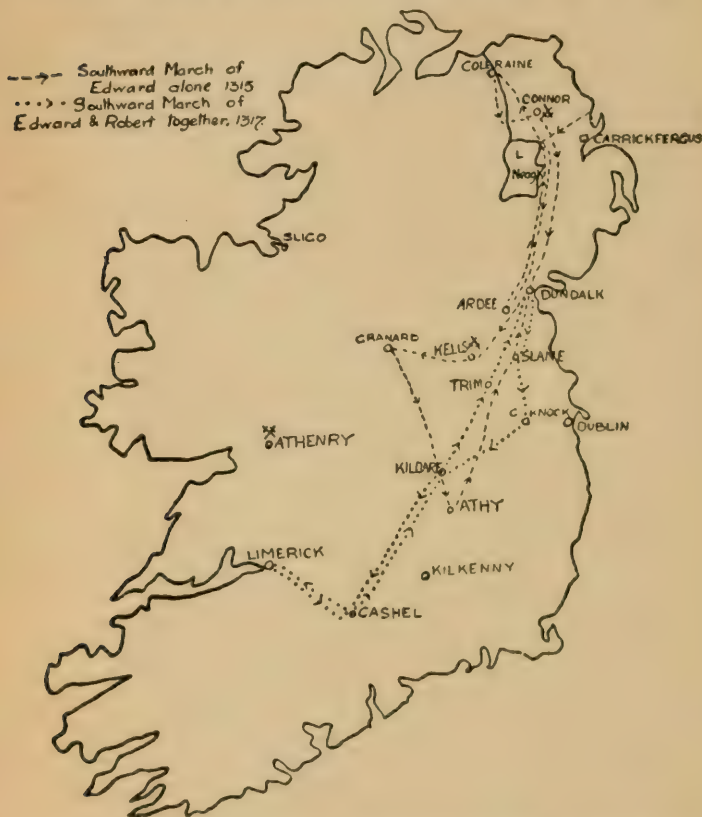 Southward March of
Edward alone 1315
Southward March of
Edward & Robert together, 1317.
COLERAINE
CONNOR
CARRICKFERGUS
L
Neagh
SLIGO
DUNDALK
ARDEE
GRANARD
KELLS
SLANE
TRIM
C KNOCK
DUBLIN
ATHENRY
KILDARE
ATHY
LIMERICK
KILKENNY
CASHEL